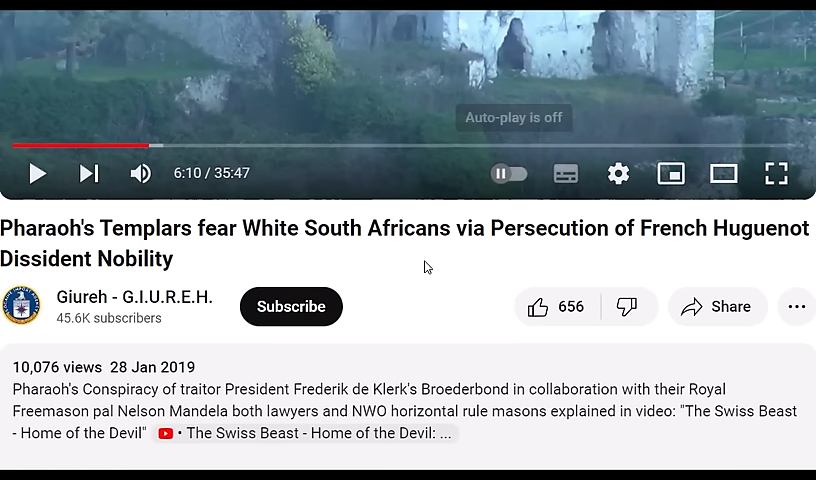 Auto-play is off
6:10 / 35:47
Pharaoh's Templars fear White South Africans via Persecution of French Huguenot
Dissident Nobility
Giureh - G.I.U.R.E.H.
45.6K subscribers
Subscribe
656
Share
10,076 views 28 Jan 2019
Pharaoh's Conspiracy of traitor President Frederik de Klerk's Broederbond in collaboration with their Royal
Freemason pal Nelson Mandela both lawyers and NWO horizontal rule masons explained in video: "The Swiss Beast
- Home of the Devil" • The Swiss Beast - Home of the Devil: ...